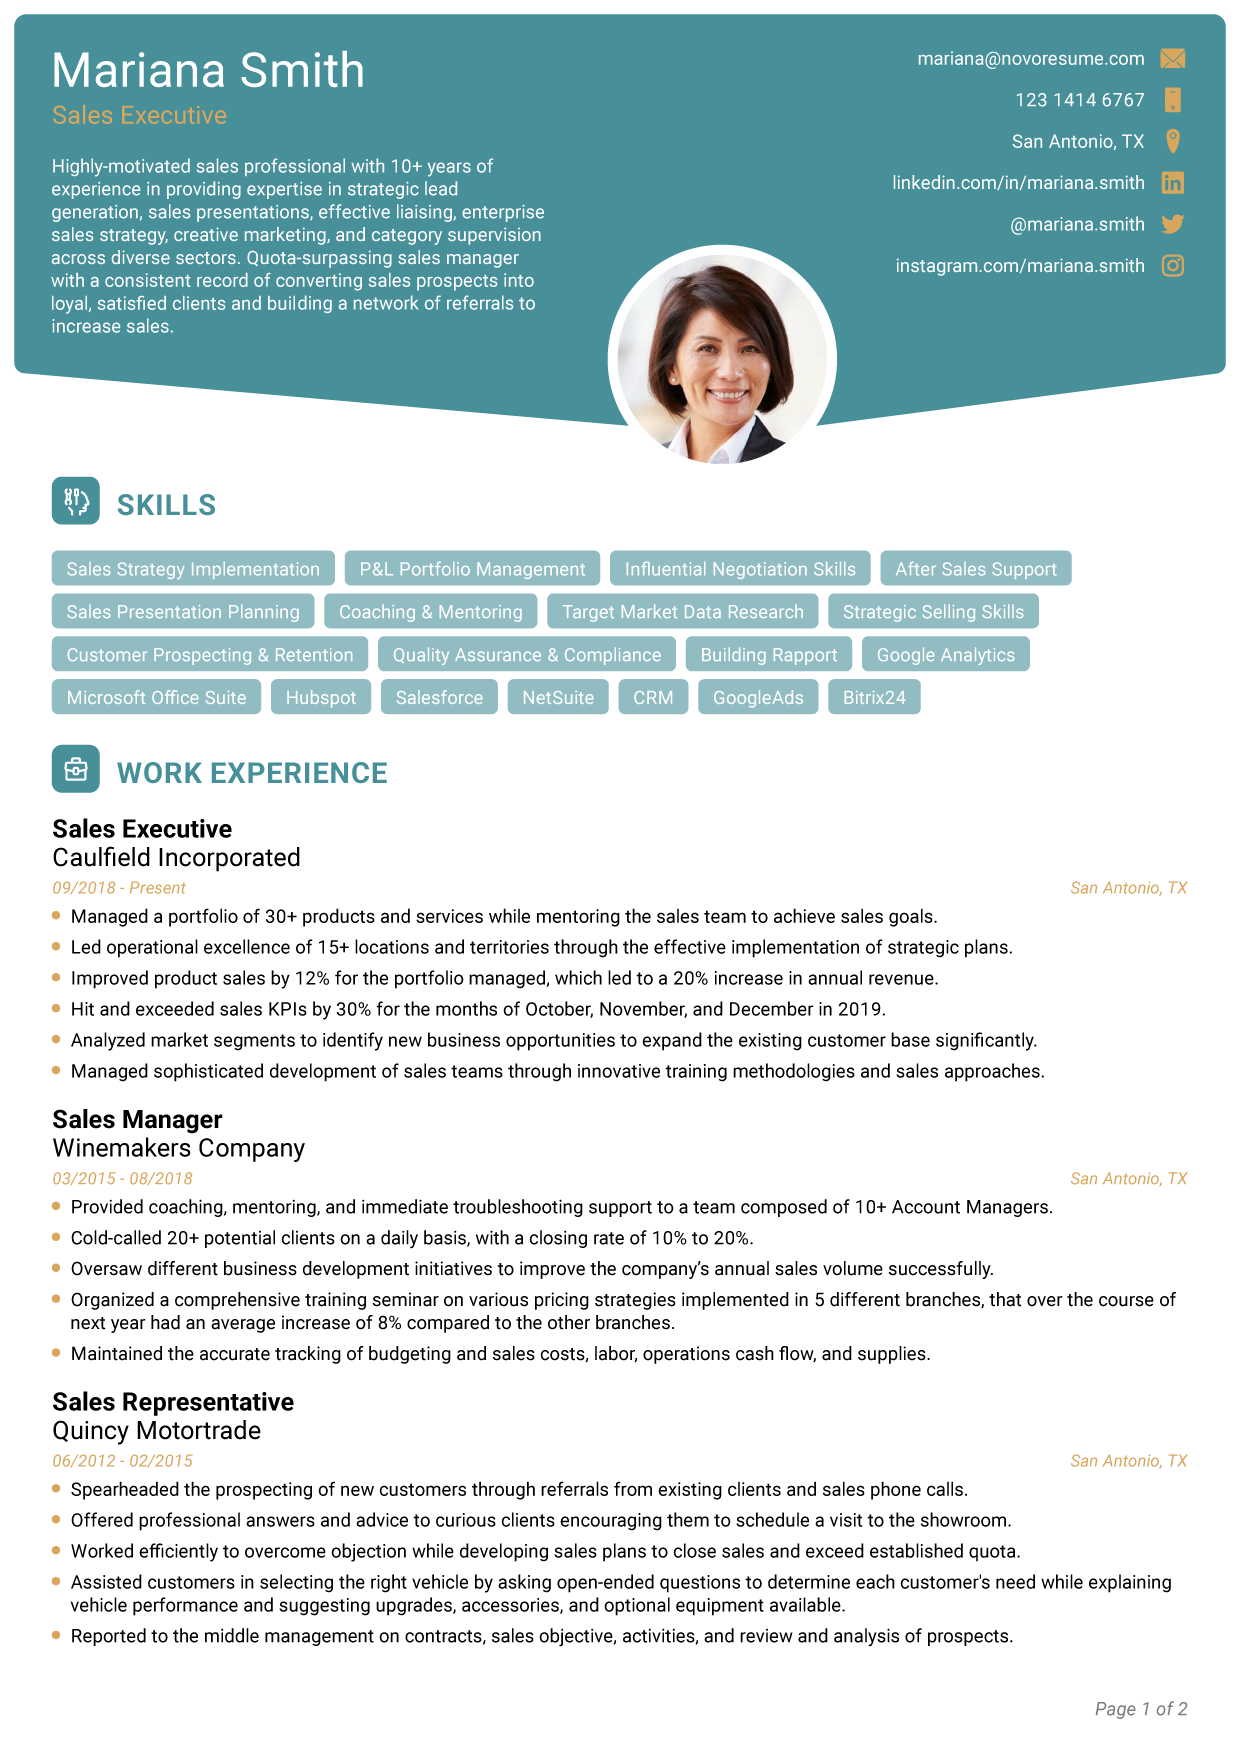 Mariana Smith
Sales Executive
Highly-motivated sales professional with 10+ years of
experience in providing expertise in strategic lead
generation, sales presentations, effective liaising, enterprise
sales strategy, creative marketing, and category supervision
across diverse sectors. Quota-surpassing sales manager
with a consistent record of converting sales prospects into
loyal, satisfied clients and building a network of referrals to
increase sales.
mariana@novoresume.com
123 1414 6767
San Antonio, TX
linkedin.com/in/mariana.smith
@mariana.smith
instagram.com/mariana.smith
SKILLS
Sales Strategy Implementation P&L Portfolio Management Influential Negotiation Skills After Sales Support
Sales Presentation Planning Coaching & Mentoring Target Market Data Research Strategic Selling Skills
Customer Prospecting & Retention Quality Assurance & Compliance Building Rapport Google Analytics
Microsoft Office Suite Hubspot Salesforce NetSuite CRM GoogleAds Bitrix24
WORK EXPERIENCE
Sales Executive
Caulfield Incorporated
09/2018 - Present San Antonio, TX
Managed a portfolio of 30+ products and services while mentoring the sales team to achieve sales goals.
Led operational excellence of 15+ locations and territories through the effective implementation of strategic plans.
Improved product sales by 12% for the portfolio managed, which led to a 20% increase in annual revenue.
Hit and exceeded sales KPIs by 30% for the months of October, November, and December in 2019.
Analyzed market segments to identify new business opportunities to expand the existing customer base significantly.
Managed sophisticated development of sales teams through innovative training methodologies and sales approaches.
Sales Manager
Winemakers Company
03/2015 - 08/2018 San Antonio, TX
Provided coaching, mentoring, and immediate troubleshooting support to a team composed of 10+ Account Managers.
Cold-called 20+ potential clients on a daily basis, with a closing rate of 10% to 20%.
Oversaw different business development initiatives to improve the company's annual sales volume successfully.
Organized a comprehensive training seminar on various pricing strategies implemented in 5 different branches, that over the course of
next year had an average increase of 8% compared to the other branches.
Maintained the accurate tracking of budgeting and sales costs, labor, operations cash flow, and supplies.
Sales Representative
Quincy Motortrade
06/2012 - 02/2015 San Antonio, TX
Spearheaded the prospecting of new customers through referrals from existing clients and sales phone calls.
Offered professional answers and advice to curious clients encouraging them to schedule a visit to the showroom.
Worked efficiently to overcome objection while developing sales plans to close sales and exceed established quota.
Assisted customers in selecting the right vehicle by asking open-ended questions to determine each customer's need while explaining
vehicle performance and suggesting upgrades, accessories, and optional equipment available.
Reported to the middle management on contracts, sales objective, activities, and review and analysis of prospects.
Page 1 of 2